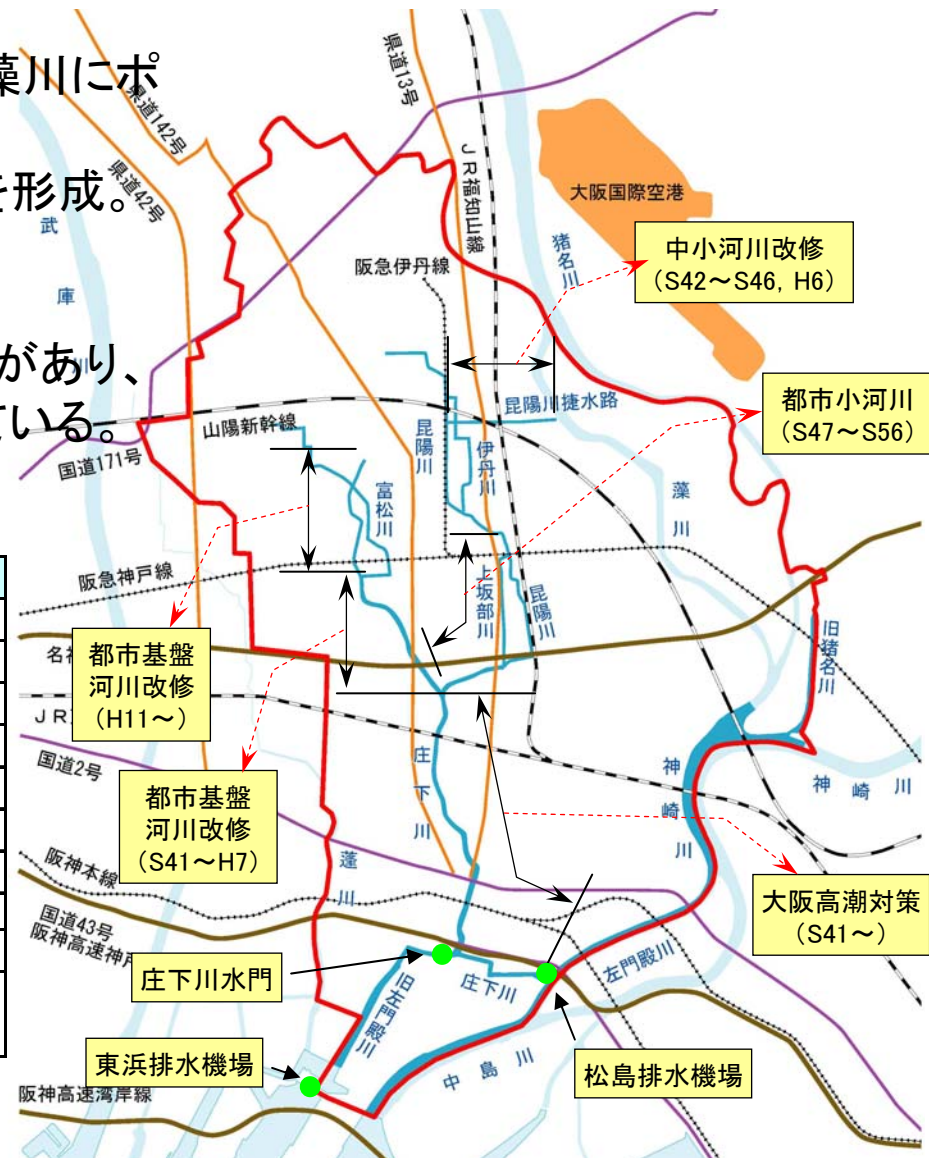 藻川にポ
を形成。
があり、
ている。
県道13号
県道142号
県道42号
武庫川
JR福知山線
大阪国際空港
猪名川
中小河川改修
(S42～S46, H6)
阪急伊丹線
都市小河川
(S47～S56)
昆陽川捷水路
山陽新幹線
国道171号
昆陽川
伊丹川
富松川
藻川
阪急神戸線
上坂部川
昆陽川
旧猪名川
都市基盤
河川改修
(H11～)
名神
JR
国道2号
都市基盤
河川改修
(S41～H7)
庄下川
神崎川
神崎川
蓬川
阪神本線
国道43号
阪神高速神戸
大阪高潮対策
(S41～)
庄下川水門
庄下川
左門殿川
旧左門殿川
東浜排水機場
中島川
松島排水機場
阪神高速湾岸線